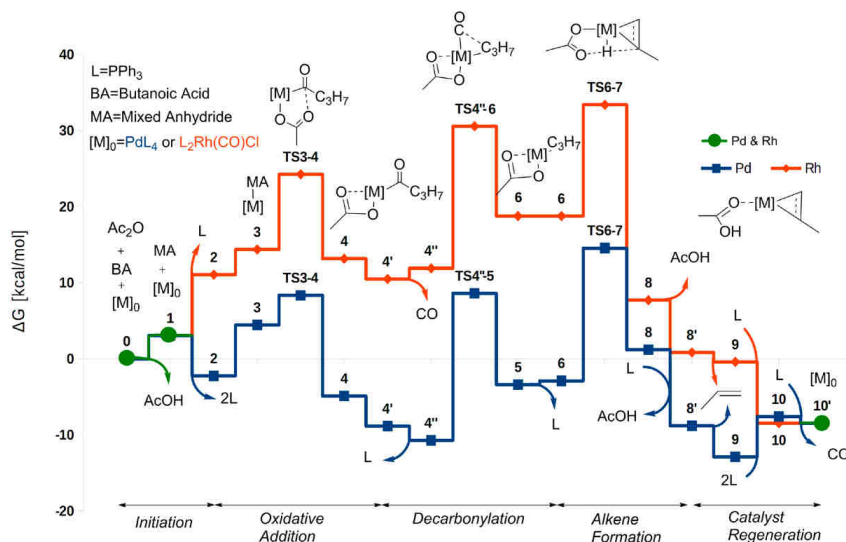 ΔG [kcal/mol]
40
30
20
10
0
-10
-20
L=PPh3
BA=Butanoic Acid
MA=Mixed Anhydride
[M]0=PdL4 or L2Rh(CO)Cl
Ac2O
+
BA
+
[M]0
MA
+
[M]0
0
1
AcOH
L
2
3
MA
[M]
TS3-4
4
4'
4"
CO
TS4"-6
6
6
TS6-7
8
AcOH
8'
9
L
10
2
2L
3
TS3-4
4
4'
L
4"
TS4"-5
5
L
6
TS6-7
8
L
AcOH
8'
9
2L
10
L
CO
[M]0
10'
O
[M]
C3H7
O
O
O
[M]
O
C3H7
O
O
C
O
[M]
C3H7
O
O
[M]
C3H7
O
O
[M]
O
H
O
[M]
OH
Pd & Rh
Pd
Rh
Initiation
Oxidative
Addition
Decarbonylation
Alkene
Formation
Catalyst
Regeneration